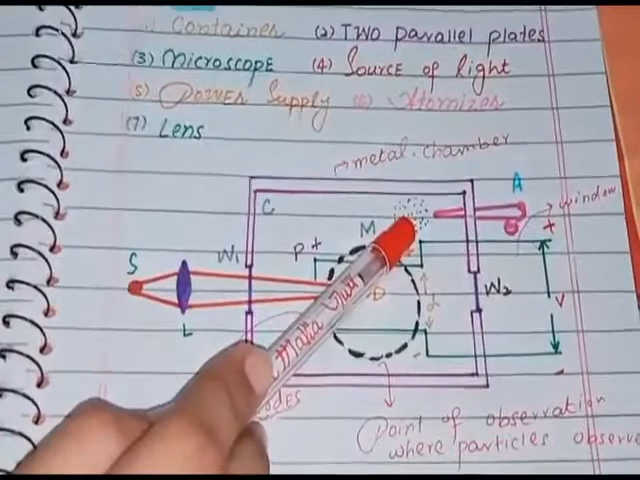 Container (2) TWO parallel plates
(3) Microscope (4) Source of light
(5) Power Supply (6) Atomizer
(7) Lens
metal chamber
A
window
C
M
+
S
W1
P+
D
d
W2
V
L
-
odes
Point of observation
where particles observe